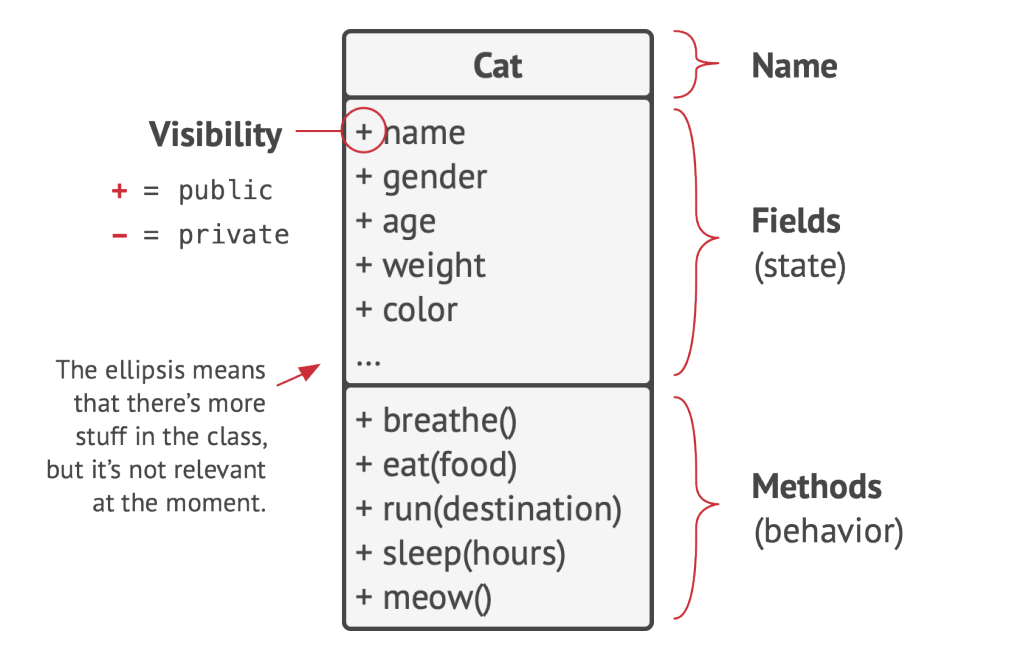 Cat
Name
Visibility
+ = public
– = private
+ name
+ gender
+ age
+ weight
+ color
...
Fields
(state)
The ellipsis means
that there’s more
stuff in the class,
but it’s not relevant
at the moment.
+ breathe()
+ eat(food)
+ run(destination)
+ sleep(hours)
+ meow()
Methods
(behavior)